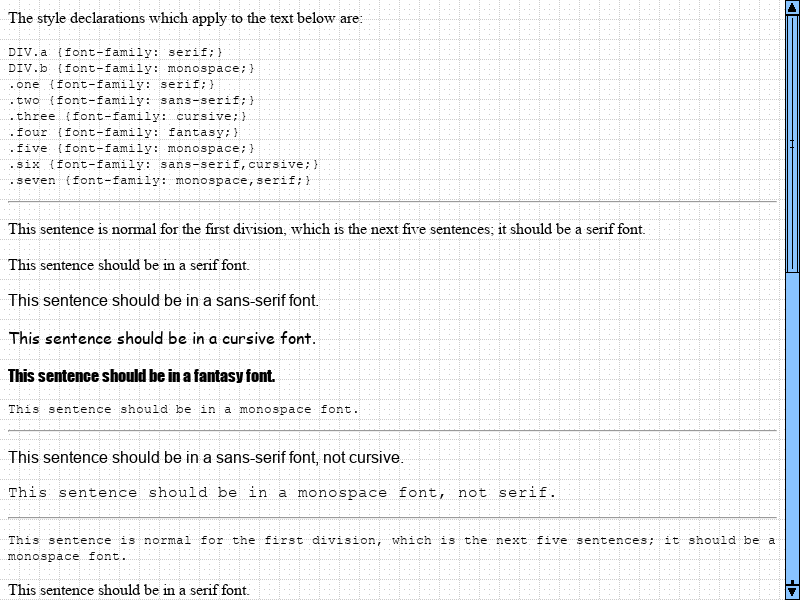 The style declarations which apply to the text below are:
DIV.a {font-family: serif;}
DIV.b {font-family: monospace;}
.one {font-family: serif;}
.two {font-family: sans-serif;}
.three {font-family: cursive;}
.four {font-family: fantasy;}
.five {font-family: monospace;}
.six {font-family: sans-serif,cursive;}
.seven {font-family: monospace,serif;}
This sentence is normal for the first division, which is the next five sentences; it should be a serif font.
This sentence should be in a serif font.
This sentence should be in a sans-serif font.
This sentence should be in a cursive font.
This sentence should be in a fantasy font.
This sentence should be in a monospace font.
This sentence should be in a sans-serif font, not cursive.
This sentence should be in a monospace font, not serif.
This sentence is normal for the first division, which is the next five sentences; it should be a
monospace font.
This sentence should be in a serif font.